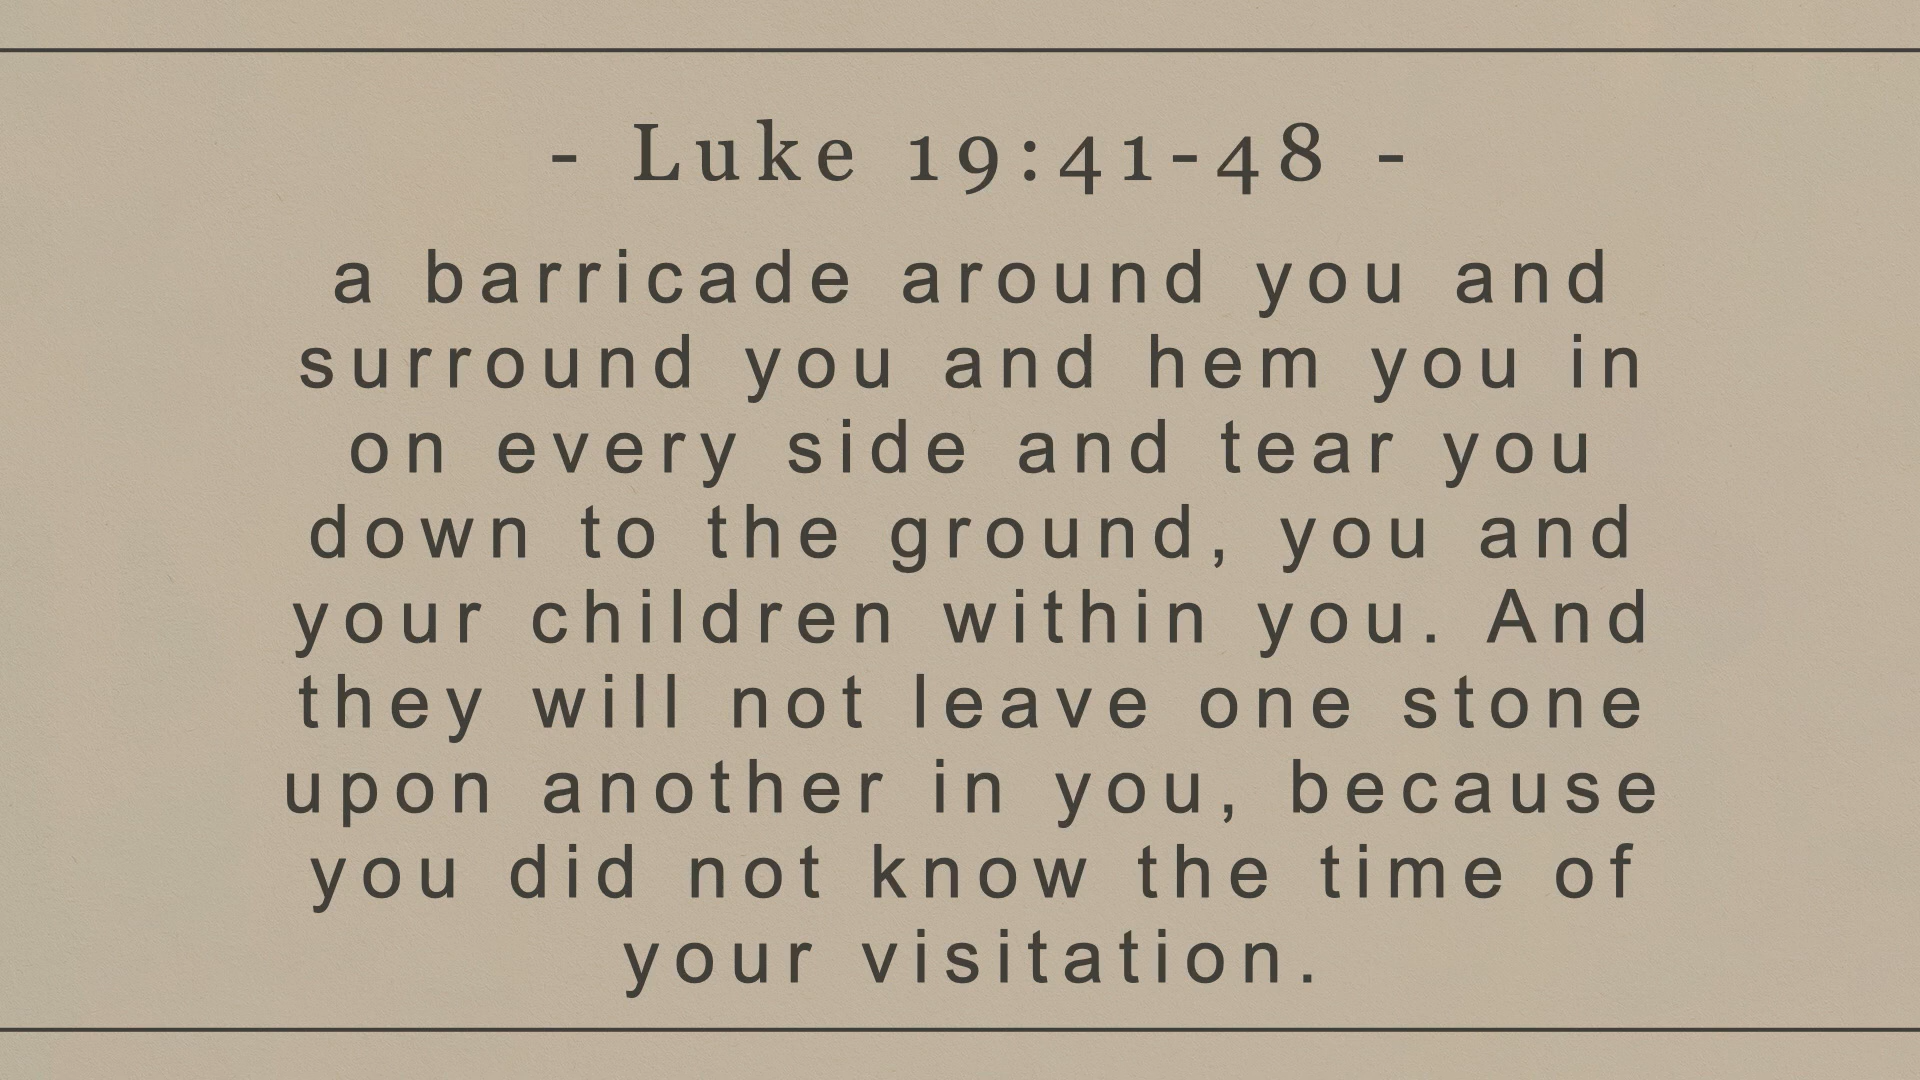 - Luke 19:41-48 -
a barricade around you and
surround you and hem you in
on every side and tear you
down to the ground, you and
your children within you. And
they will not leave one stone
upon another in you, because
you did not know the time of
your visitation.